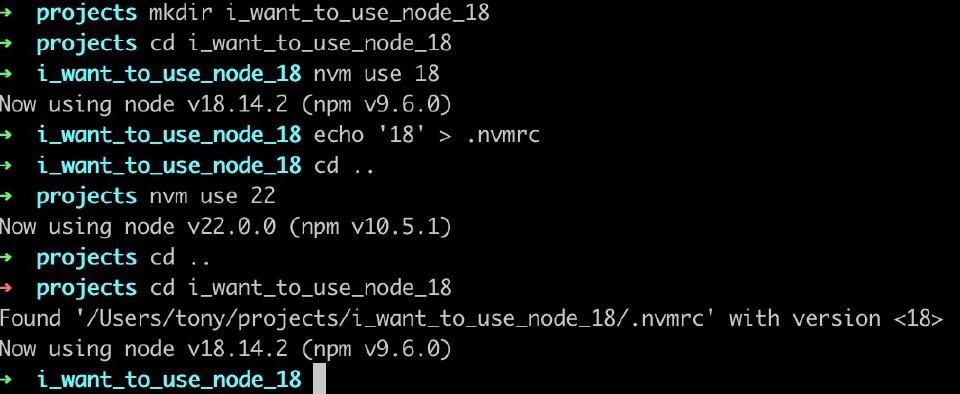 → projects mkdir i_want_to_use_node_18
→ projects cd i_want_to_use_node_18
→ i_want_to_use_node_18 nvm use 18
Now using node v18.14.2 (npm v9.6.0)
→ i_want_to_use_node_18 echo '18' > .nvmrc
→ i_want_to_use_node_18 cd ..
→ projects nvm use 22
Now using node v22.0.0 (npm v10.5.1)
→ projects cd ..
→ projects cd i_want_to_use_node_18
Found '/Users/tony/projects/i_want_to_use_node_18/.nvmrc' with version <18>
Now using node v18.14.2 (npm v9.6.0)
→ i_want_to_use_node_18